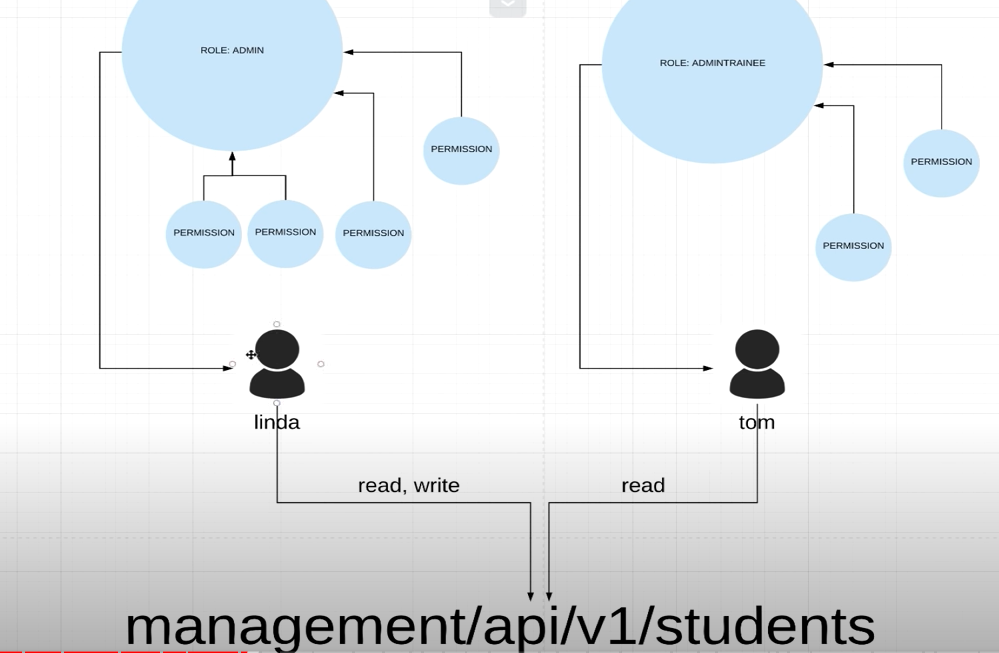 ROLE: ADMIN
ROLE: ADMINTRAINEE
PERMISSION
PERMISSION
PERMISSION
PERMISSION
PERMISSION
PERMISSION
linda
tom
read, write
read
management/api/v1/students